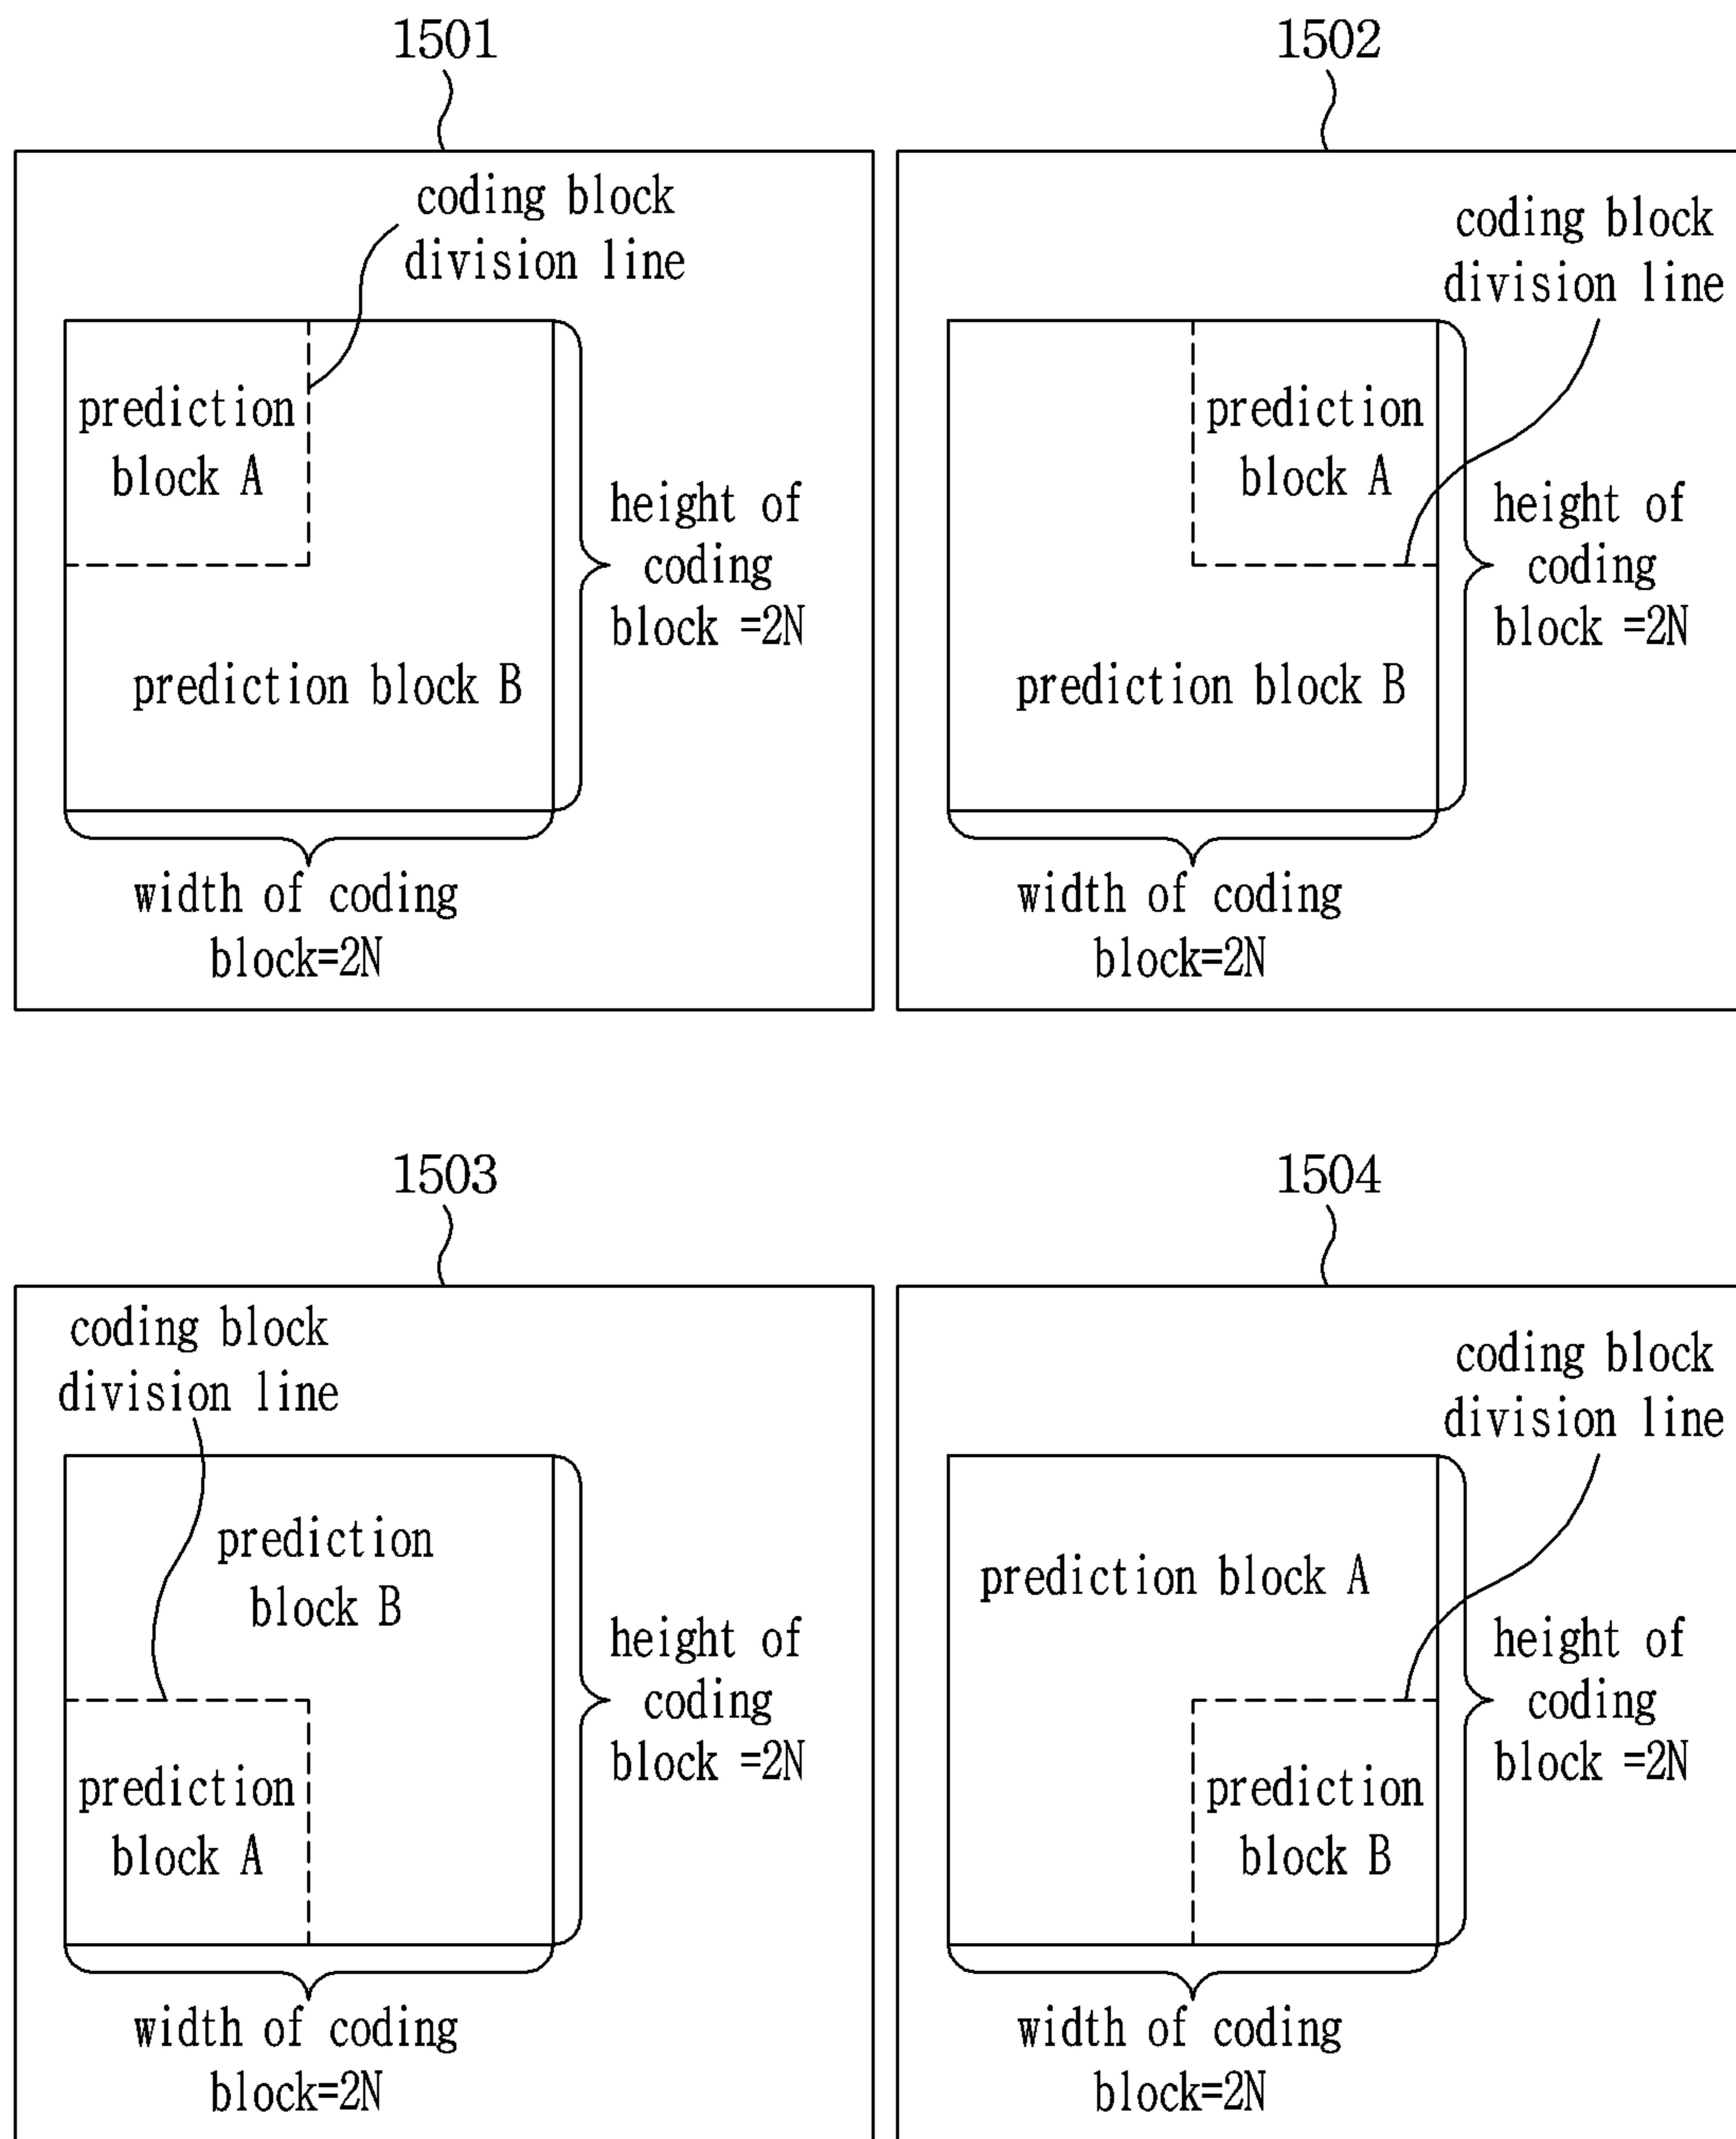 1501
coding block
division line
prediction
block A
height of
coding
block =2N
prediction block B
width of coding
block=2N
1502
coding block
division line
prediction
block A
height of
coding
block =2N
prediction block B
width of coding
block=2N
1503
coding block
division line
prediction
block B
height of
coding
block =2N
prediction
block A
width of coding
block=2N
1504
coding block
division line
prediction block A
height of
coding
block =2N
prediction
block B
width of coding
block=2N